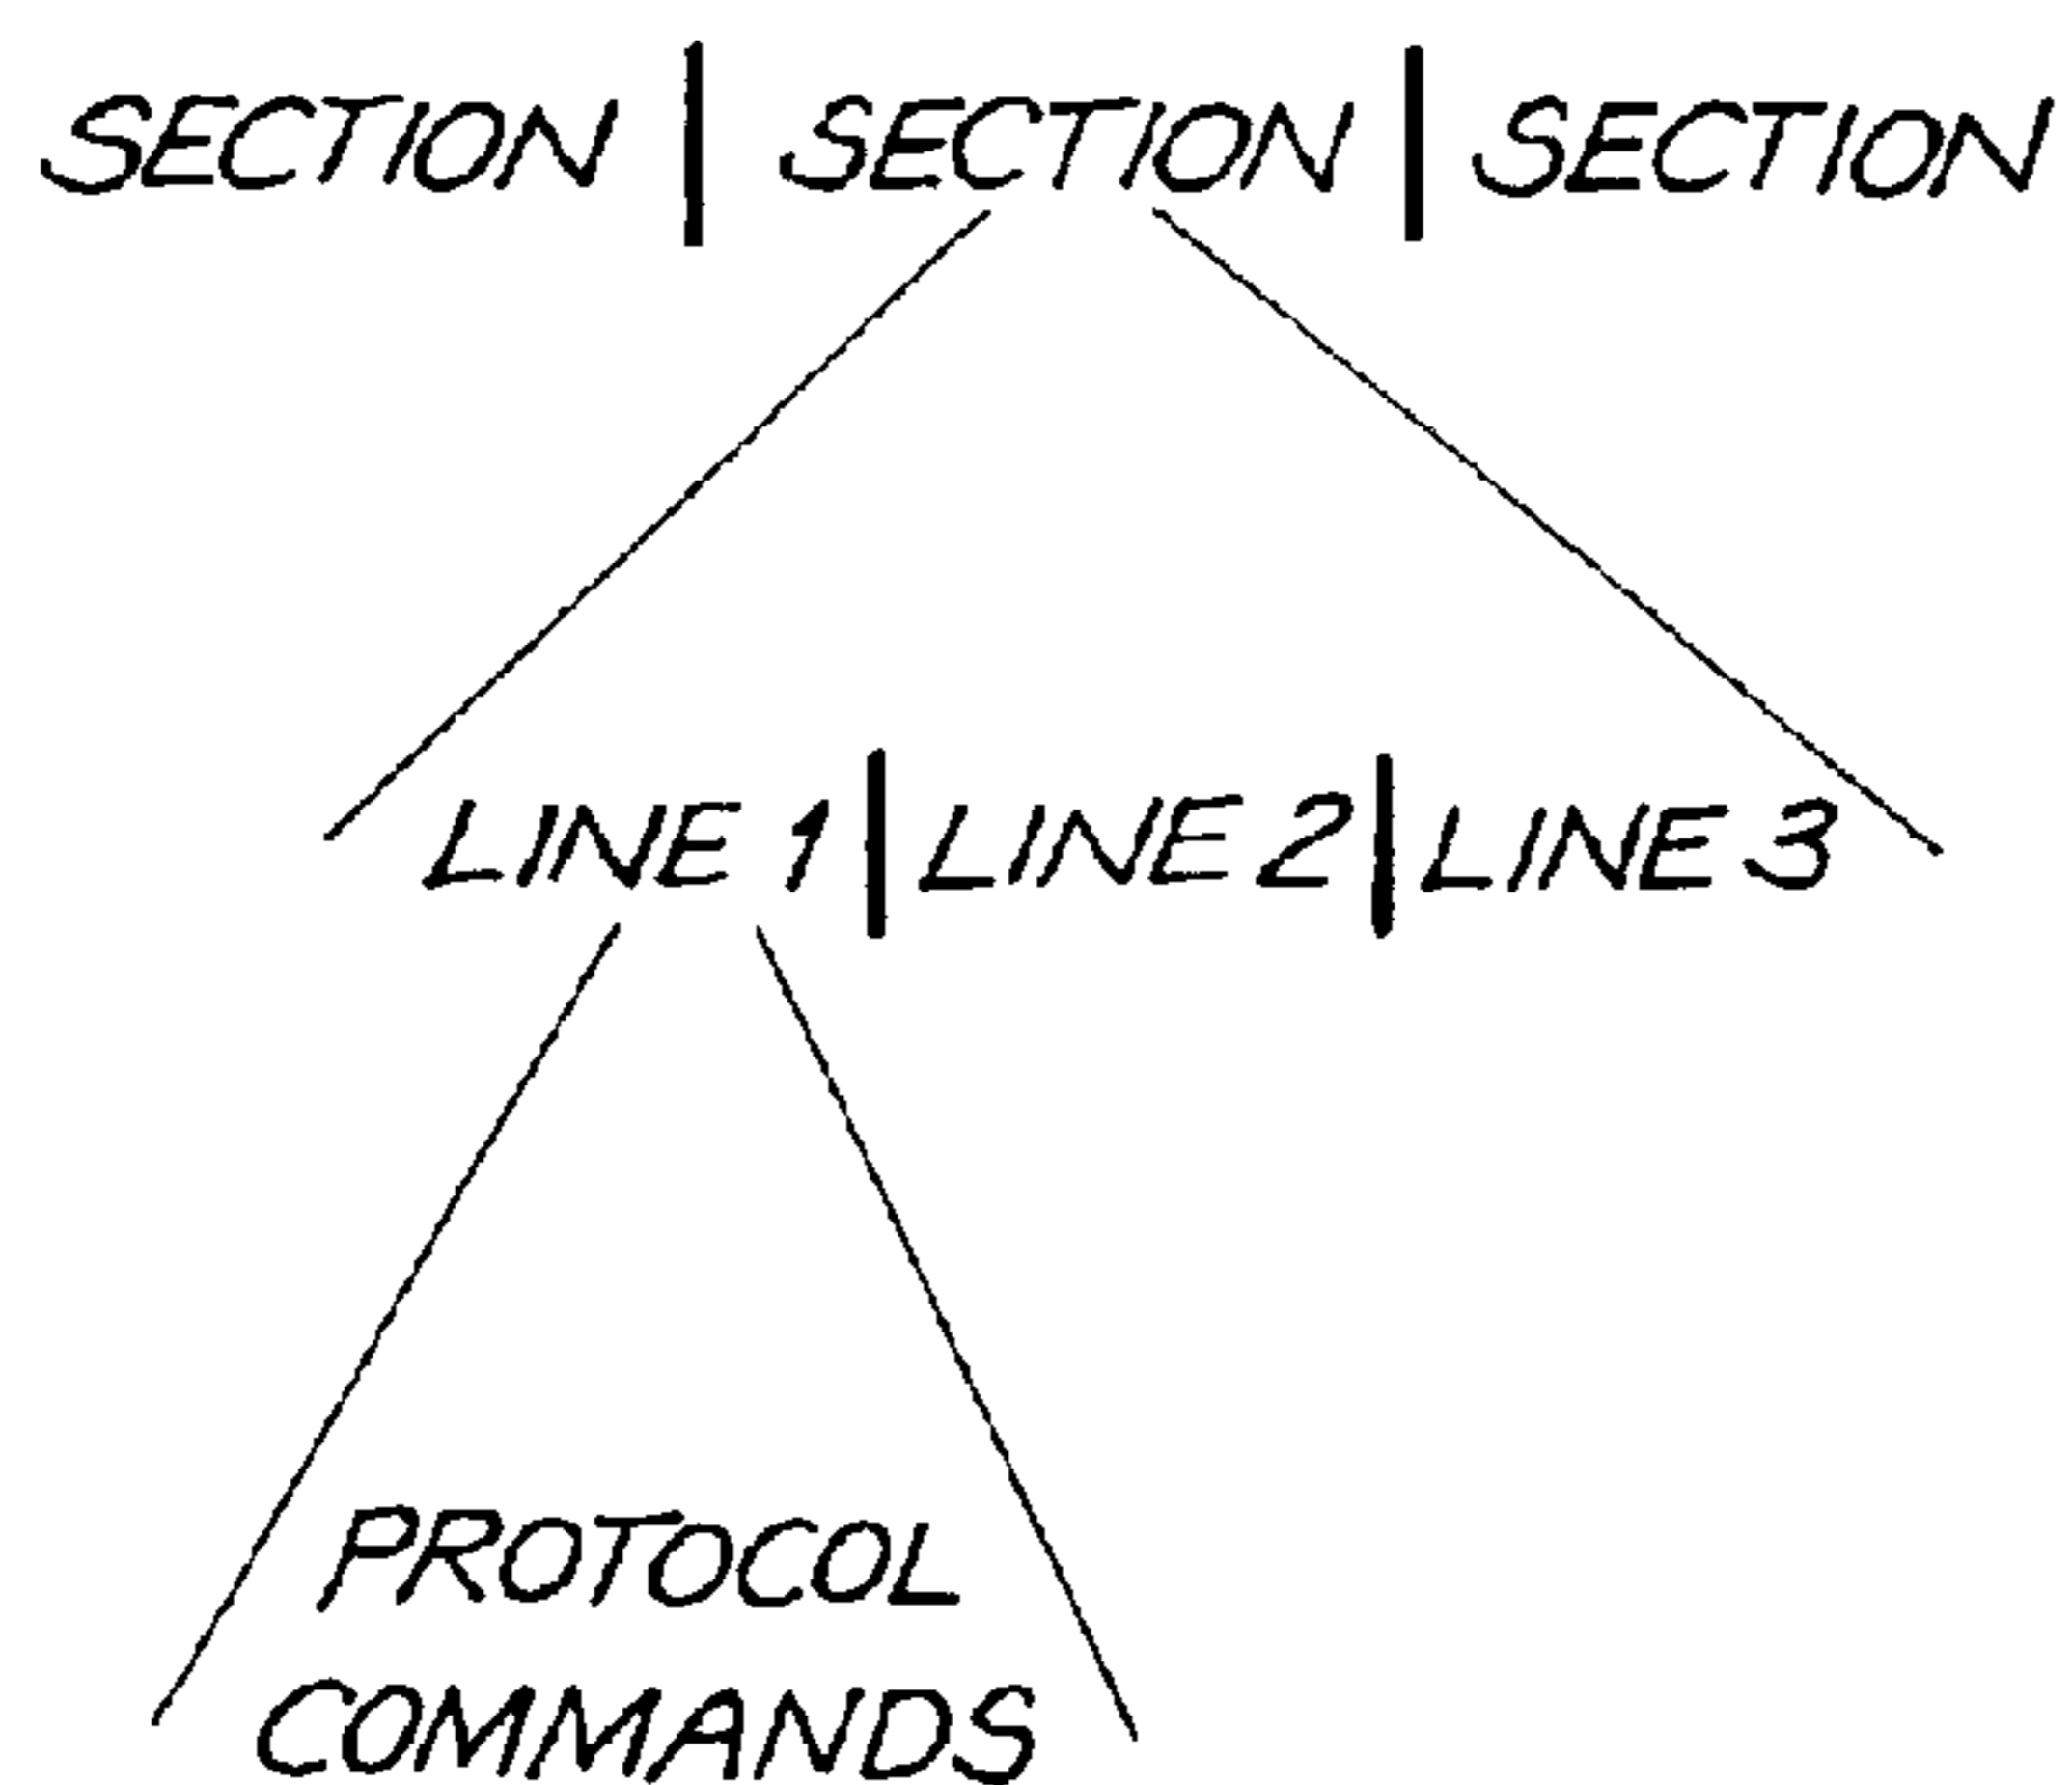 SECTION | SECTION | SECTION
LINE 1 | LINE 2 | LINE 3
PROTOCOL
COMMANDS